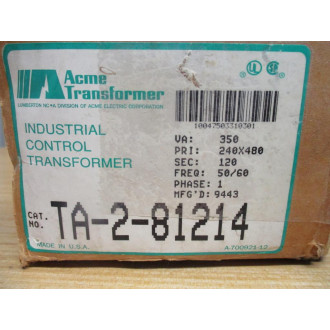 Acme
Transformer
LUMBERTON NC • A DIVISION OF ACME ELECTRIC CORPORATION
10047503310301
INDUSTRIAL
CONTROL
TRANSFORMER
VA: 350
PRI: 240X480
SEC: 120
FREQ: 50/60
PHASE: 1
MFG'D: 9443
CAT.
NO. TA-2-81214
MADE IN U.S.A.